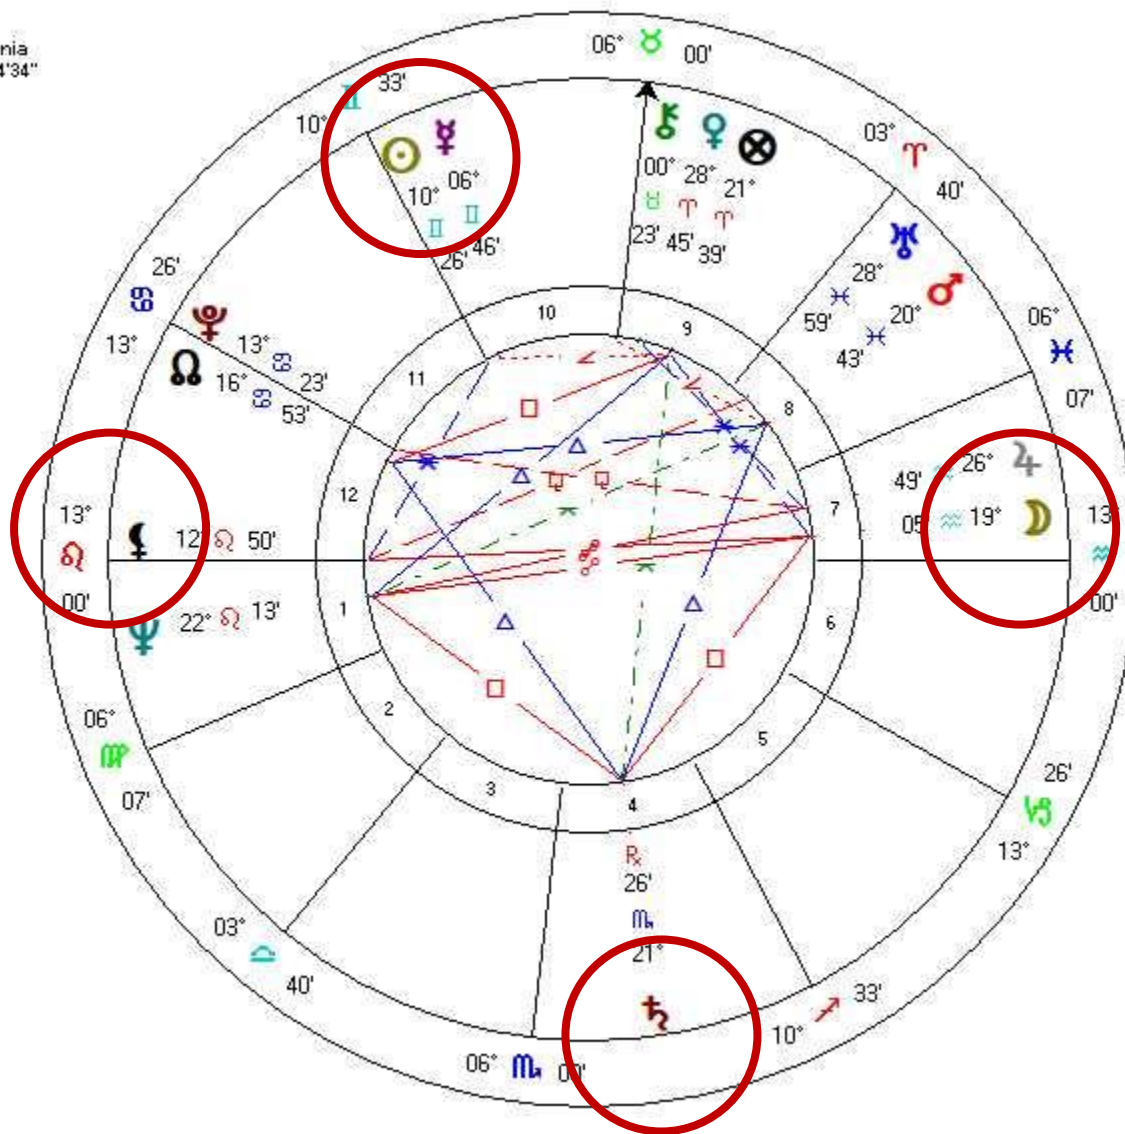 nia
4'34"
06° ♉ 00'
10° ♊ 33'
03° ♈ 40'
☉ ☿
10° 06°
♊ ♊
26' 46'
⚷ ♀ ⊗
00° 28° 21°
♉ ♈ ♈
23' 45' 39'
♅
28°
♓
59'
♂
20°
♓
43'
13° ♋ 26'
♇ 13° ♋ 23'
☊ 16° ♋ 53'
06° ♓ 07'
49' ♒ 26° ♃
05' ♒ 19° ☽
13° ♒ 00'
13° ♌ 00'
⚸ 12° ♌ 50'
♆ 22° ♌ 13'
10
9
11
8
12
7
1
6
2
5
3
4
06° ♍ 07'
26' ♑ 13°
03° ♎ 40'
℞
26'
♏
21°
♄
10° ♐ 33'
06° ♏ 00'